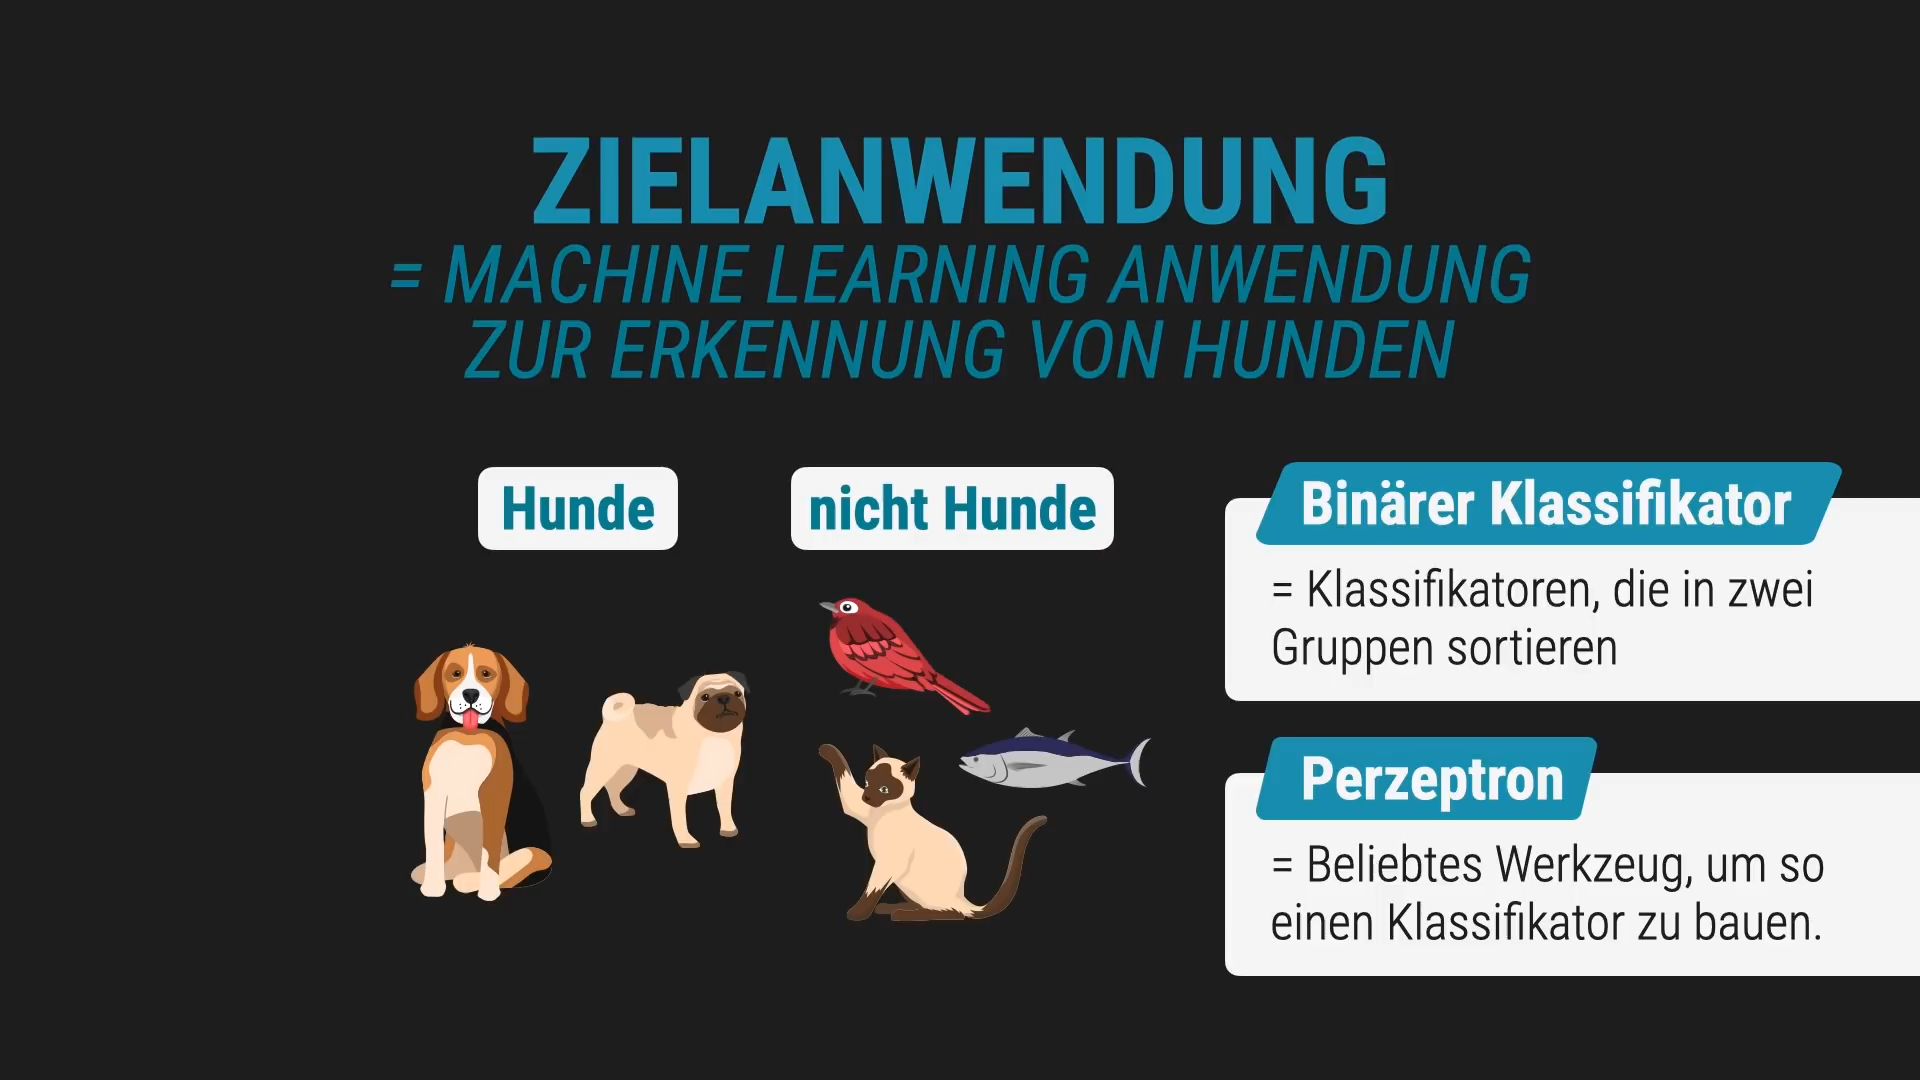 ZIELANWENDUNG
= MACHINE LEARNING ANWENDUNG
ZUR ERKENNUNG VON HUNDEN
Hunde
nicht Hunde
Binärer Klassifikator
= Klassifikatoren, die in zwei
Gruppen sortieren
Perzeptron
= Beliebtes Werkzeug, um so
einen Klassifikator zu bauen.